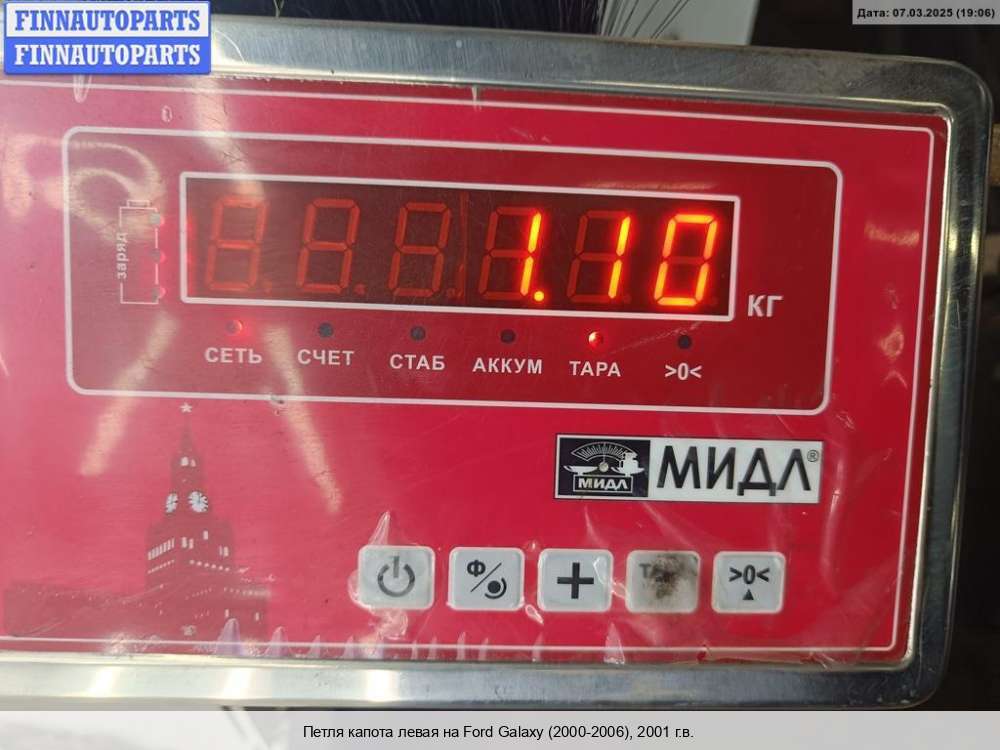 FINNAUTOPARTS
FINNAUTOPARTS
Дата: 07.03.2025 (19:06)
заряд
1.10
КГ
СЕТЬ СЧЕТ СТАБ АККУМ ТАРА >0<
МИДЛ МИДЛ®
Ф >0<
Петля капота левая на Ford Galaxy (2000-2006), 2001 г.в.